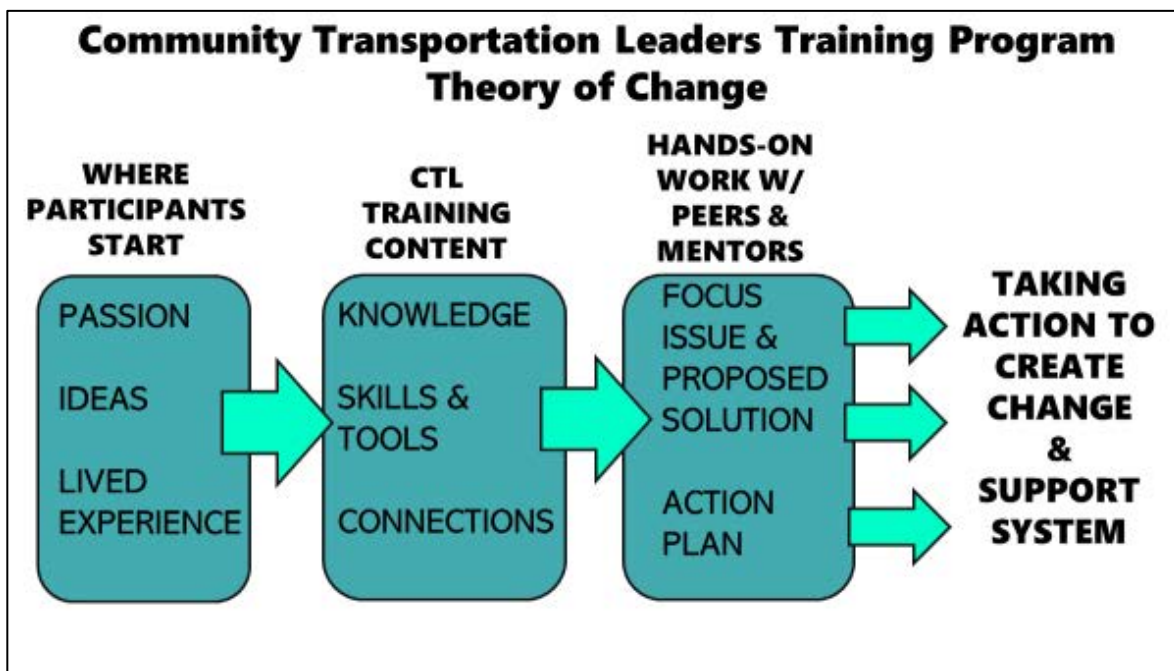 Community Transportation Leaders Training Program
Theory of Change
WHERE
PARTICIPANTS
START
PASSION
IDEAS
LIVED
EXPERIENCE
CTL
TRAINING
CONTENT
KNOWLEDGE
SKILLS &
TOOLS
CONNECTIONS
HANDS-ON
WORK W/
PEERS &
MENTORS
FOCUS
ISSUE &
PROPOSED
SOLUTION
ACTION
PLAN
TAKING
ACTION TO
CREATE
CHANGE
&
SUPPORT
SYSTEM